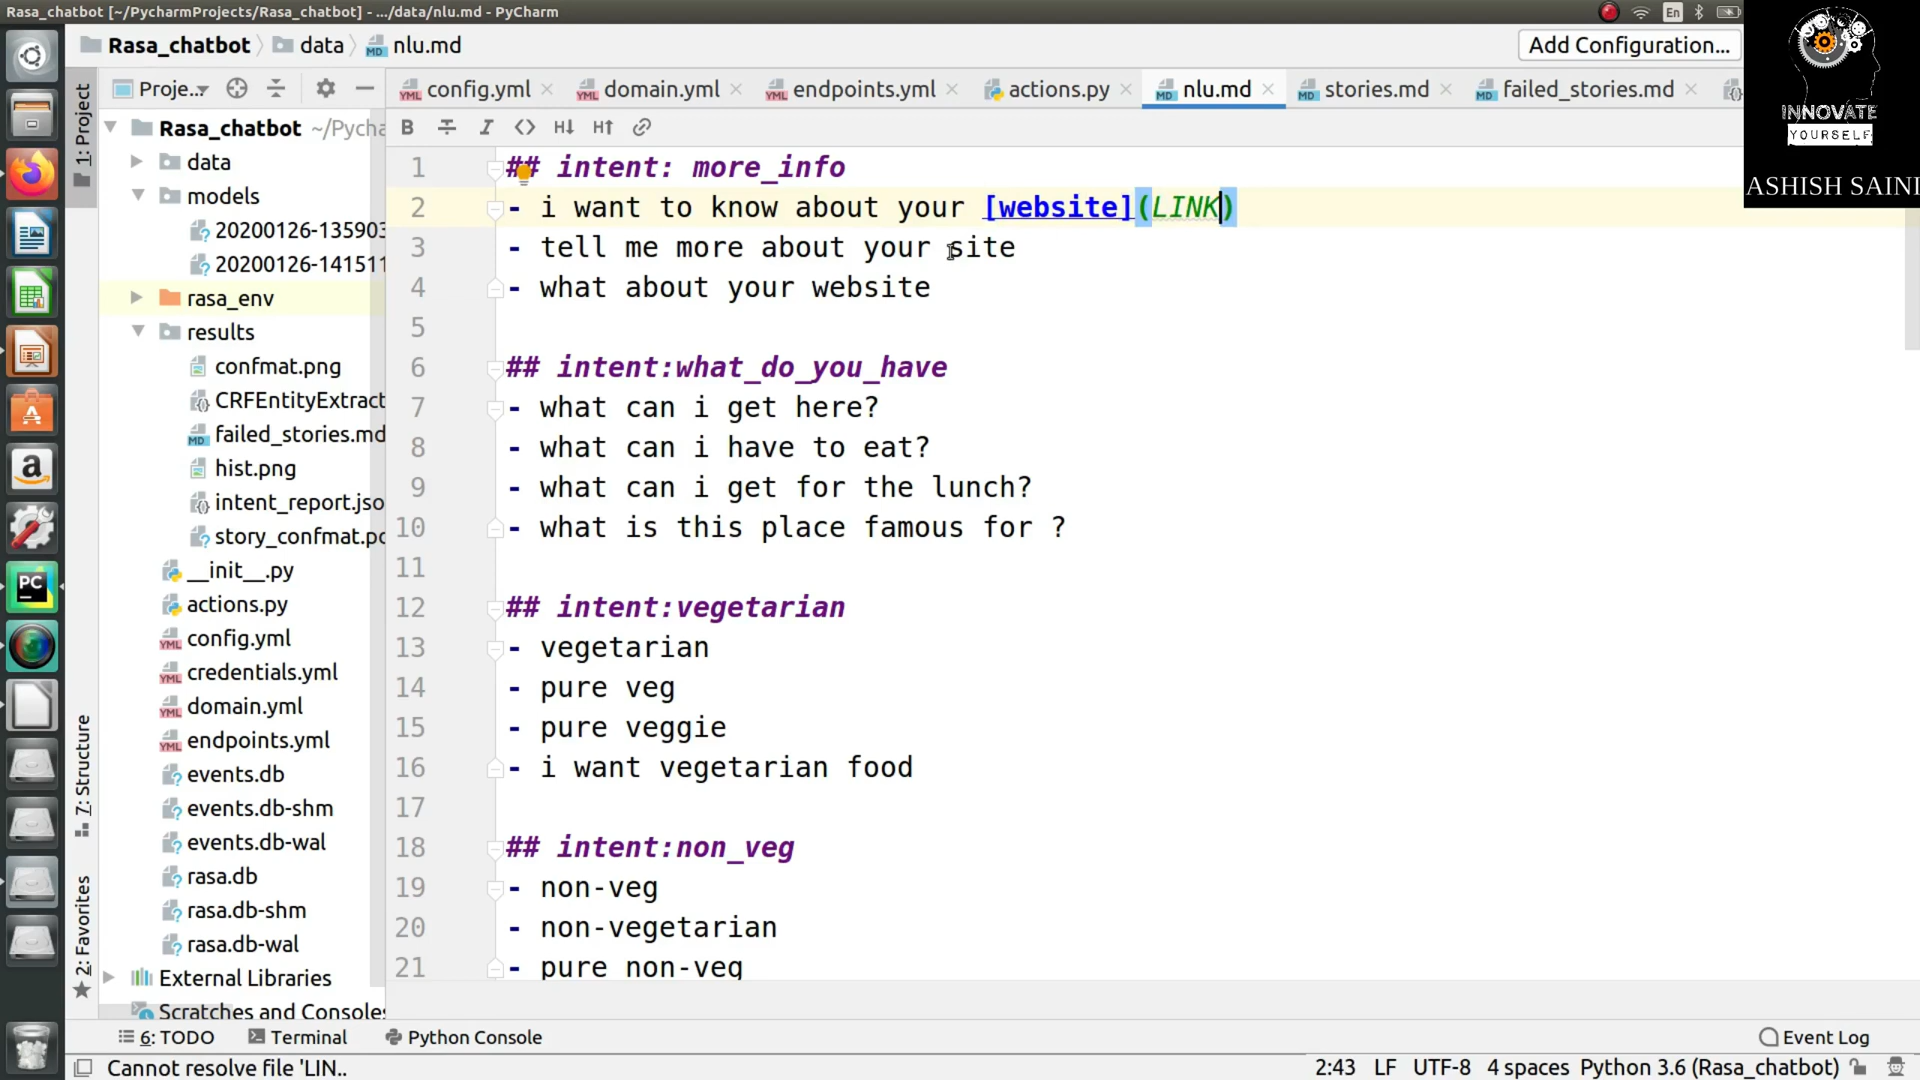 Rasa_chatbot [~/PycharmProjects/Rasa_chatbot] - .../data/nlu.md - PyCharm
En
Rasa_chatbot
data
nlu.md
Add Configuration...
INNOVATE
YOURSELF
ASHISH SAINI
1: Project
Proje..
config.yml
domain.yml
endpoints.yml
actions.py
nlu.md
stories.md
failed_stories.md
Rasa_chatbot ~/Pycha
data
models
20200126-135903
20200126-141511
rasa_env
results
confmat.png
CRFEntityExtract
failed_stories.md
hist.png
intent_report.jso
story_confmat.pd
__init__.py
actions.py
config.yml
credentials.yml
domain.yml
endpoints.yml
events.db
events.db-shm
events.db-wal
rasa.db
rasa.db-shm
rasa.db-wal
External Libraries
Scratches and Consoles
7: Structure
2: Favorites
B I <> H↓ H↑
1 ## intent: more_info
2 - i want to know about your [website](LINK)
3 - tell me more about your site
4 - what about your website
5
6 ## intent:what_do_you_have
7 - what can i get here?
8 - what can i have to eat?
9 - what can i get for the lunch?
10 - what is this place famous for ?
11
12 ## intent:vegetarian
13 - vegetarian
14 - pure veg
15 - pure veggie
16 - i want vegetarian food
17
18 ## intent:non_veg
19 - non-veg
20 - non-vegetarian
21 - pure non-veg
6: TODO
Terminal
Python Console
Event Log
Cannot resolve file 'LIN..
2:43 LF UTF-8 4 spaces Python 3.6 (Rasa_chatbot)